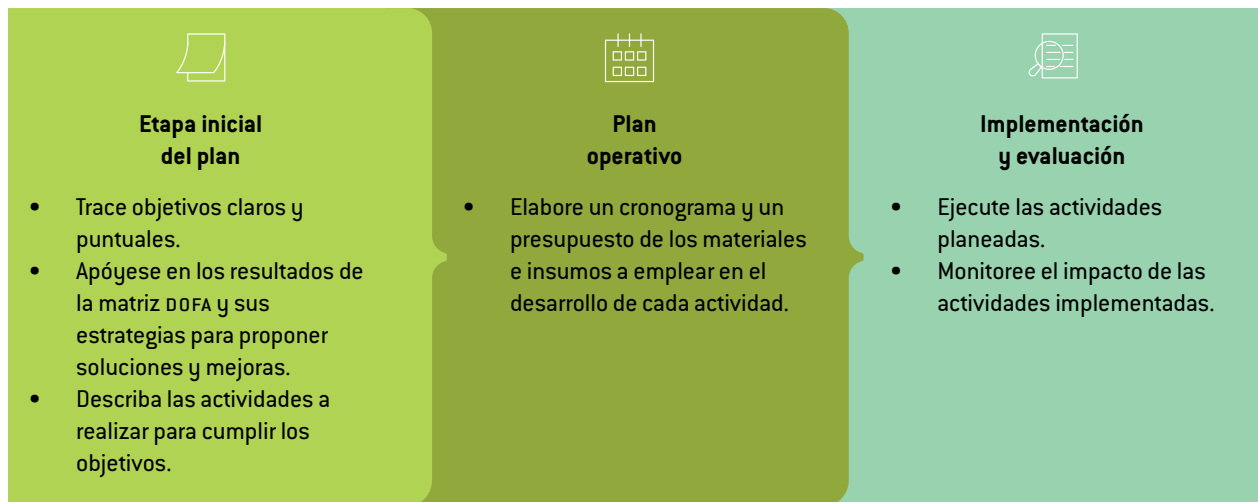 Etapa inicial
del plan
• Trace objetivos claros y
puntuales.
• Apóyese en los resultados de
la matriz DOFA y sus
estrategias para proponer
soluciones y mejoras.
• Describa las actividades a
realizar para cumplir los
objetivos.
Plan
operativo
• Elabore un cronograma y un
presupuesto de los materiales
e insumos a emplear en el
desarrollo de cada actividad.
Implementación
y evaluación
• Ejecute las actividades
planeadas.
• Monitoree el impacto de las
actividades implementadas.